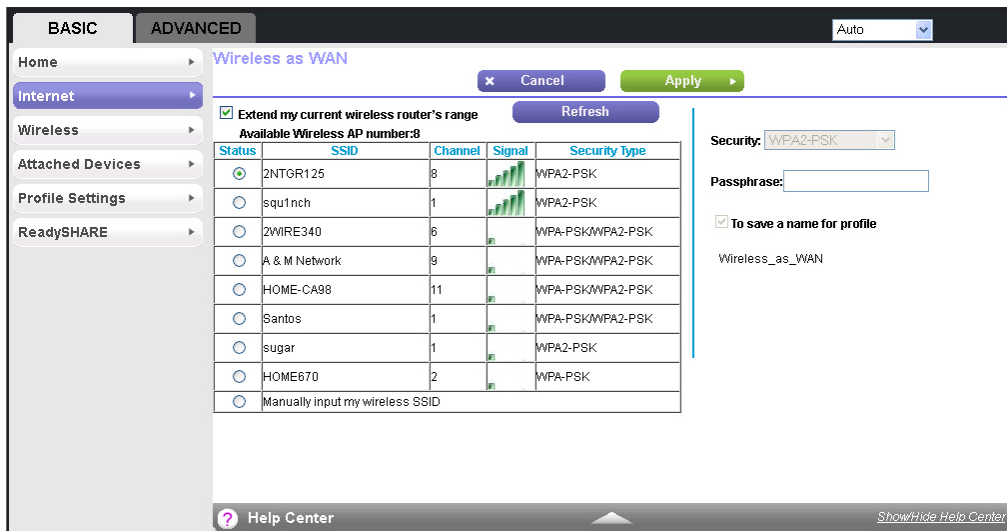 BASIC ADVANCED Auto
Home
Internet
Wireless
Attached Devices
Profile Settings
ReadySHARE
Wireless as WAN
Cancel Apply
Extend my current wireless router's range Refresh
Available Wireless AP number:8
Status SSID Channel Signal Security Type
2NTGR125 8 WPA2-PSK
squ1nch 1 WPA2-PSK
2WIRE340 6 WPA-PSK/WPA2-PSK
A & M Network 9 WPA-PSK/WPA2-PSK
HOME-CA98 11 WPA-PSK/WPA2-PSK
Santos 1 WPA-PSK/WPA2-PSK
sugar 1 WPA2-PSK
HOME670 2 WPA-PSK
Manually input my wireless SSID
Security: WPA2-PSK
Passphrase:
To save a name for profile
Wireless_as_WAN
? Help Center Show/Hide Help Center